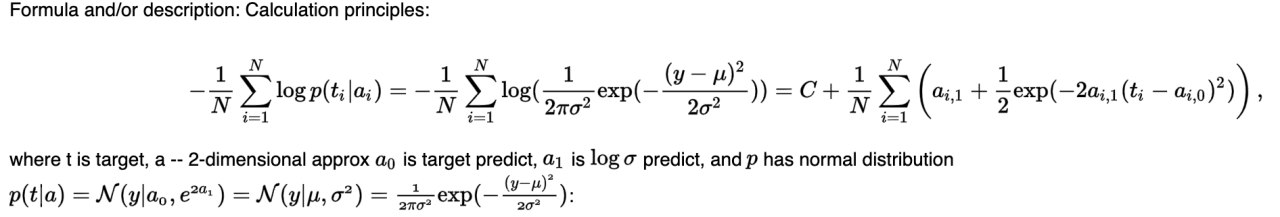 Formula and/or description: Calculation principles:
$$-\frac{1}{N}\sum_{i=1}^{N}\log p(t_i|a_i) = -\frac{1}{N}\sum_{i=1}^{N}\log(\frac{1}{2\pi\sigma^2}\exp(-\frac{(y-\mu)^2}{2\sigma^2})) = C + \frac{1}{N}\sum_{i=1}^{N}\left(a_{i,1} + \frac{1}{2}\exp(-2a_{i,1}(t_i - a_{i,0})^2)\right),$$
where t is target, a -- 2-dimensional approx $a_0$ is target predict, $a_1$ is $\log\sigma$ predict, and $p$ has normal distribution
$p(t|a) = \mathcal{N}(y|a_0, e^{2a_1}) = \mathcal{N}(y|\mu, \sigma^2) = \frac{1}{2\pi\sigma^2}\exp(-\frac{(y-\mu)^2}{2\sigma^2})$: